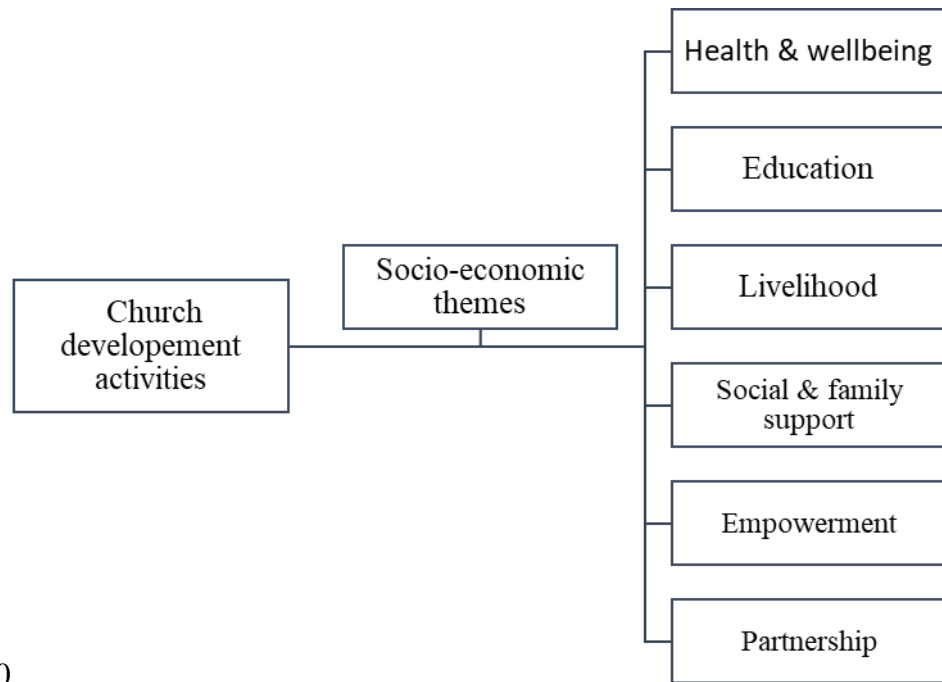 Health & wellbeing
Education
Socio-economic
themes
Livelihood
Church
developement
activities
Social & family
support
Empowerment
Partnership